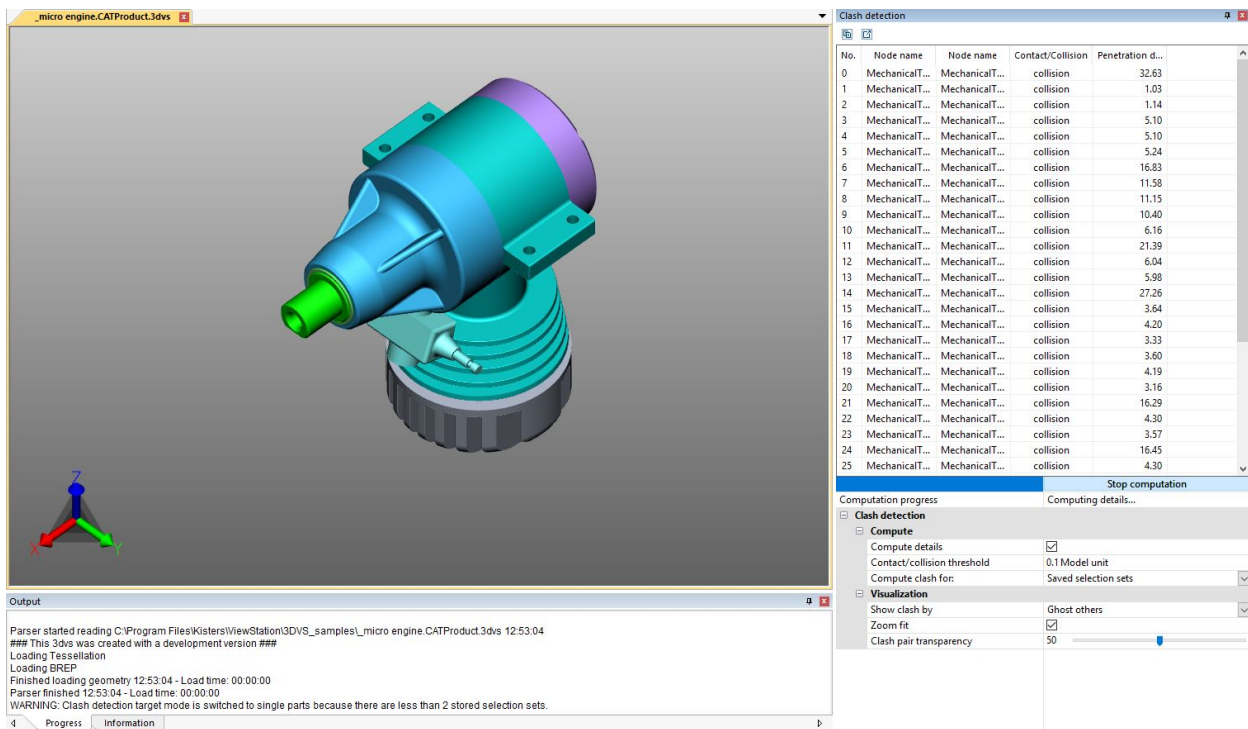 _micro engine.CATProduct.3dvs
Z
X
Y
Output
Parser started reading C:\Program Files\Kisters\ViewStation\3DVS_samples\_micro engine.CATProduct.3dvs 12:53:04
### This 3dvs was created with a development version ###
Loading Tessellation
Loading BREP
Finished loading geometry 12:53:04 - Load time: 00:00:00
Parser finished 12:53:04 - Load time: 00:00:00
WARNING: Clash detection target mode is switched to single parts because there are less than 2 stored selection sets.
Progress Information
Clash detection
No. Node name Node name Contact/Collision Penetration d...
0 MechanicalT... MechanicalT... collision 32.63
1 MechanicalT... MechanicalT... collision 1.03
2 MechanicalT... MechanicalT... collision 1.14
3 MechanicalT... MechanicalT... collision 5.10
4 MechanicalT... MechanicalT... collision 5.10
5 MechanicalT... MechanicalT... collision 5.24
6 MechanicalT... MechanicalT... collision 16.83
7 MechanicalT... MechanicalT... collision 11.58
8 MechanicalT... MechanicalT... collision 11.15
9 MechanicalT... MechanicalT... collision 10.40
10 MechanicalT... MechanicalT... collision 6.16
11 MechanicalT... MechanicalT... collision 21.39
12 MechanicalT... MechanicalT... collision 6.04
13 MechanicalT... MechanicalT... collision 5.98
14 MechanicalT... MechanicalT... collision 27.26
15 MechanicalT... MechanicalT... collision 3.64
16 MechanicalT... MechanicalT... collision 4.20
17 MechanicalT... MechanicalT... collision 3.33
18 MechanicalT... MechanicalT... collision 3.60
19 MechanicalT... MechanicalT... collision 4.19
20 MechanicalT... MechanicalT... collision 3.16
21 MechanicalT... MechanicalT... collision 16.29
22 MechanicalT... MechanicalT... collision 4.30
23 MechanicalT... MechanicalT... collision 3.57
24 MechanicalT... MechanicalT... collision 16.45
25 MechanicalT... MechanicalT... collision 4.30
Stop computation
Computation progress Computing details...
Clash detection
Compute
Compute details
Contact/collision threshold 0.1 Model unit
Compute clash for: Saved selection sets
Visualization
Show clash by Ghost others
Zoom fit
Clash pair transparency 50